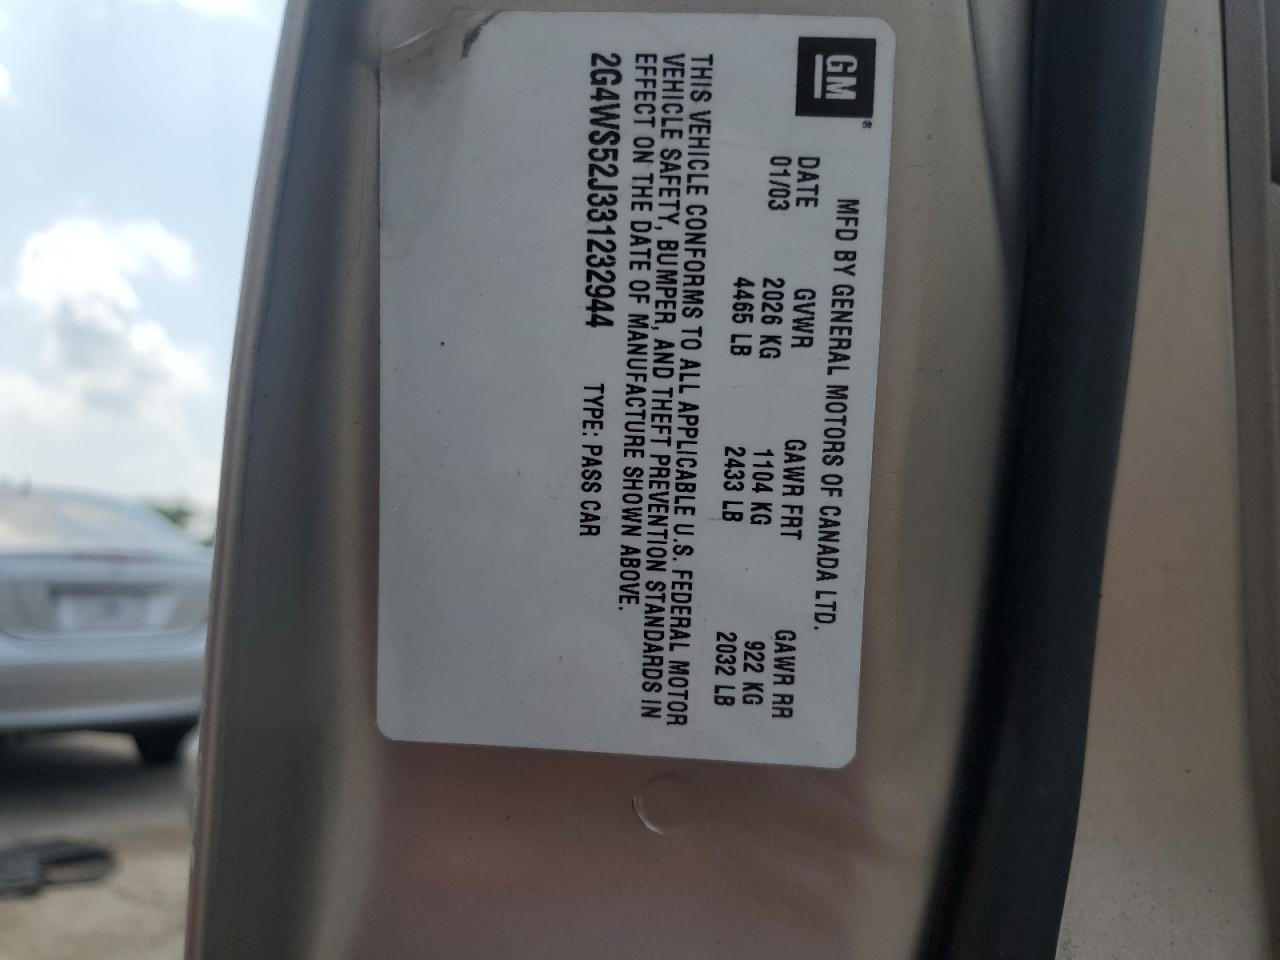 GM®
MFD BY GENERAL MOTORS OF CANADA LTD.
DATE GVWR GAWR FRT GAWR RR
01/03 2026 KG 1104 KG 922 KG
4465 LB 2433 LB 2032 LB
THIS VEHICLE CONFORMS TO ALL APPLICABLE U.S. FEDERAL MOTOR
VEHICLE SAFETY, BUMPER, AND THEFT PREVENTION STANDARDS IN
EFFECT ON THE DATE OF MANUFACTURE SHOWN ABOVE.
2G4WS52J331232944 TYPE: PASS CAR